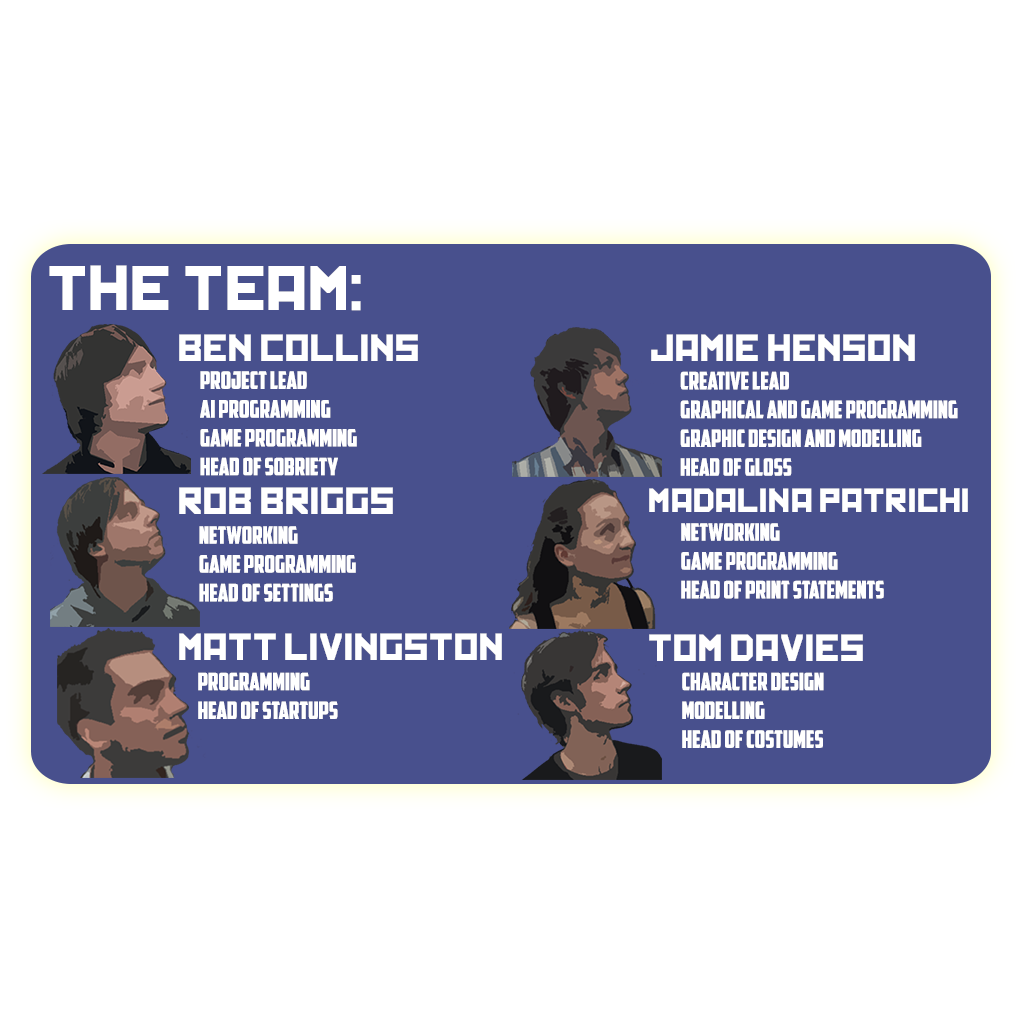 THE TEAM:
BEN COLLINS
PROJECT LEAD
AI PROGRAMMING
GAME PROGRAMMING
HEAD OF SOBRIETY
JAMIE HENSON
CREATIVE LEAD
GRAPHICAL AND GAME PROGRAMMING
GRAPHIC DESIGN AND MODELLING
HEAD OF GLOSS
ROB BRIGGS
NETWORKING
GAME PROGRAMMING
HEAD OF SETTINGS
MADALINA PATRICHI
NETWORKING
GAME PROGRAMMING
HEAD OF PRINT STATEMENTS
MATT LIVINGSTON
PROGRAMMING
HEAD OF STARTUPS
TOM DAVIES
CHARACTER DESIGN
MODELLING
HEAD OF COSTUMES